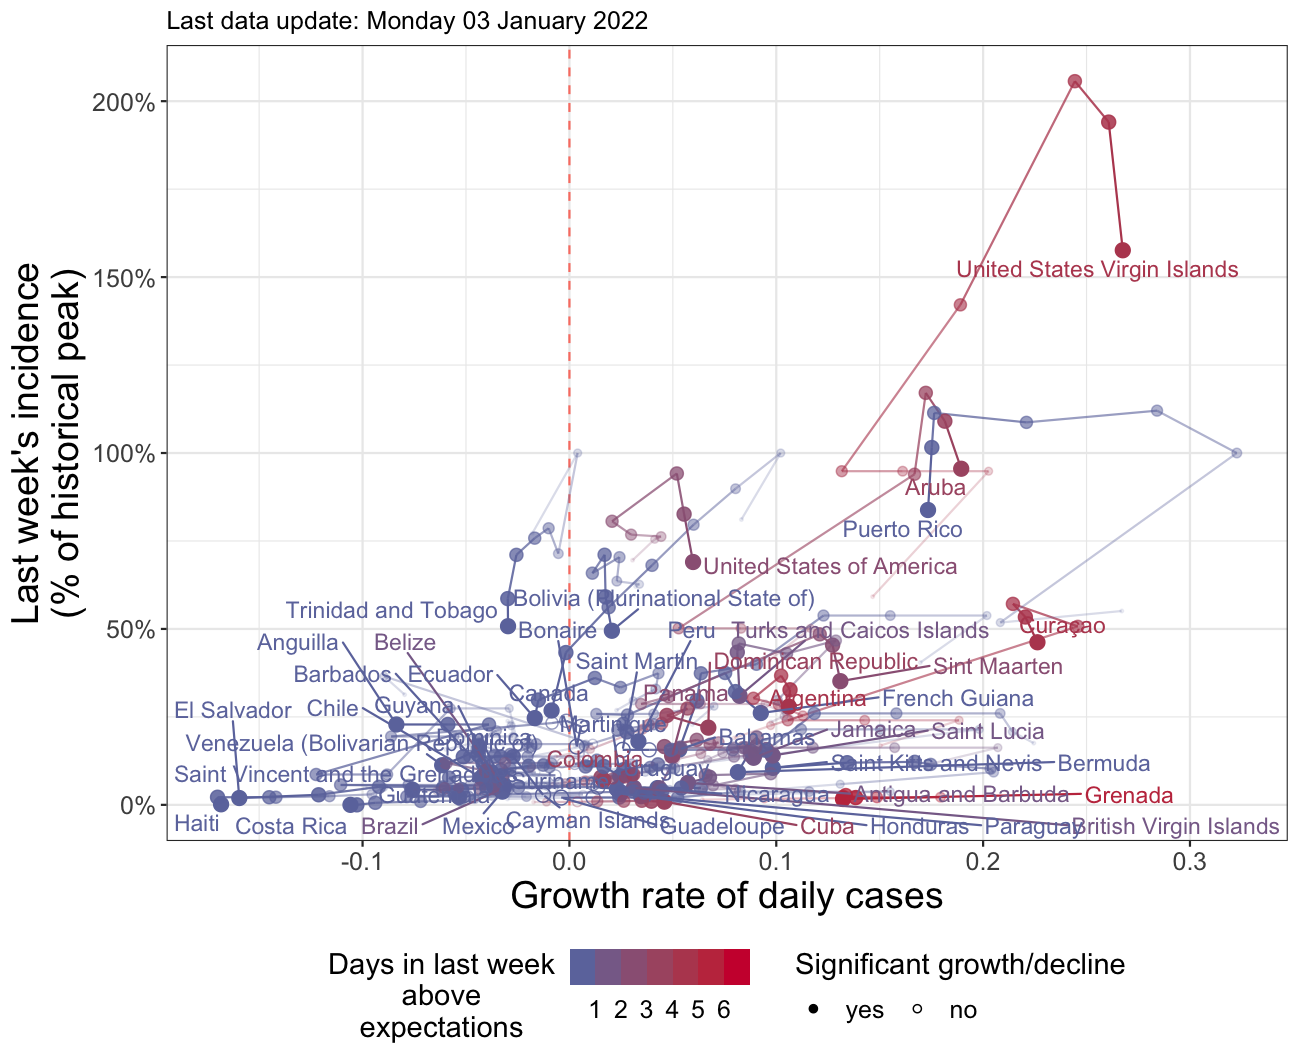 Last data update: Monday 03 January 2022
Last week's incidence
(% of historical peak)
200%
150%
100%
50%
0%
United States Virgin Islands
Aruba
Puerto Rico
United States of America
Trinidad and Tobago
Bolivia (Plurinational State of)
Curaçao
Anguilla
Belize
Bonaire
Peru
Turks and Caicos Islands
Barbados
Ecuador
Saint Martin
Dominican Republic
Sint Maarten
El Salvador
Chile
Guyana
Canada
Panama
Argentina
French Guiana
Venezuela (Bolivarian Republic of)
Dominica
Martinique
Bahamas
Jamaica
Saint Lucia
Saint Vincent and the Grenadines
Suriname
Colombia
Uruguay
Saint Kitts and Nevis
Bermuda
Guatemala
Nicaragua
Antigua and Barbuda
Grenada
Haiti
Costa Rica
Brazil
Mexico
Cayman Islands
Guadeloupe
Cuba
Honduras
Paraguay
British Virgin Islands
-0.1
0.0
0.1
0.2
0.3
Growth rate of daily cases
Days in last week
above
expectations
1 2 3 4 5 6
Significant growth/decline
yes
no